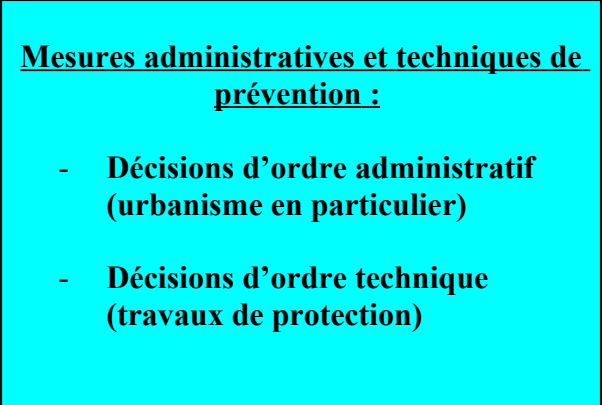 Mesures administratives et techniques de
prévention :
- Décisions d’ordre administratif
(urbanisme en particulier)
- Décisions d’ordre technique
(travaux de protection)